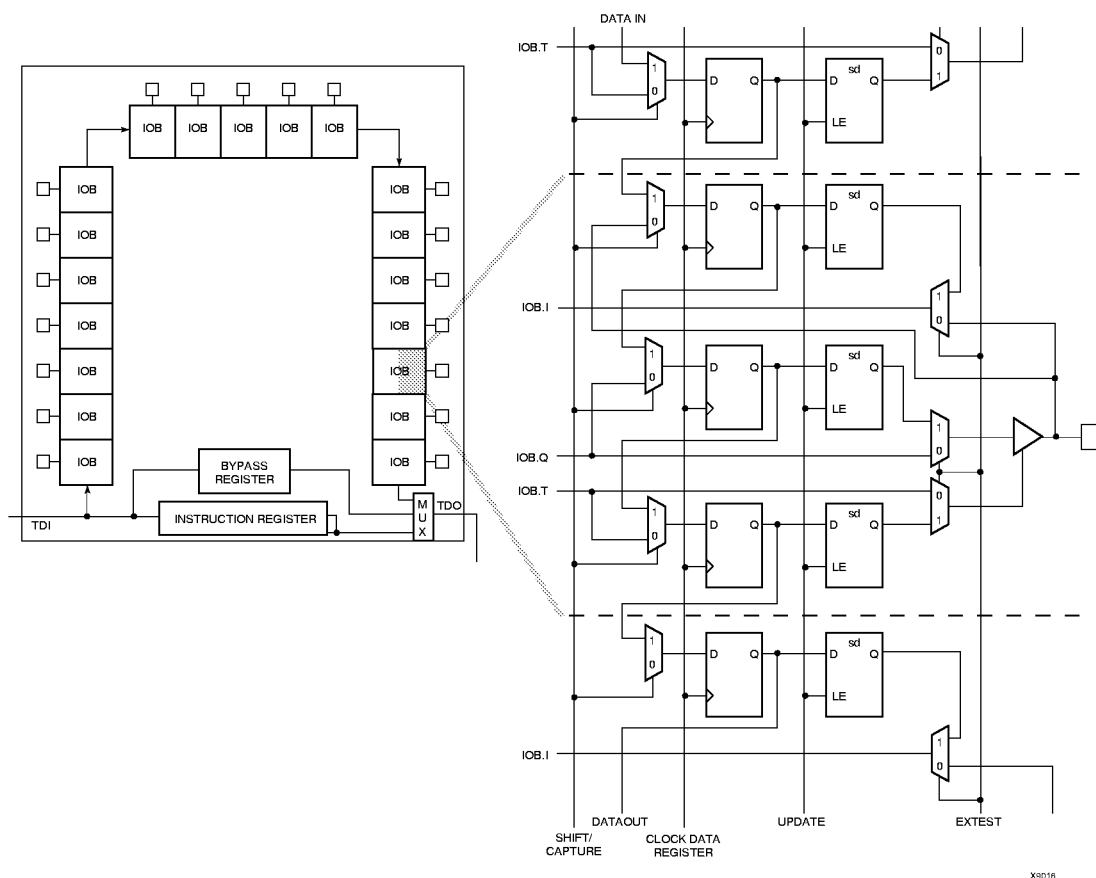 DATA IN
IOB.T
1
0
D Q
D sd Q
LE
0
1
IOB IOB IOB IOB IOB
IOB
IOB
IOB
IOB
IOB
IOB
IOB
IOB
IOB
IOB
IOB
IOB
IOB
IOB
BYPASS
REGISTER
INSTRUCTION REGISTER
TDI
M
U
X
TDO
1
0
D Q
D sd Q
LE
IOB.I
1
0
1
0
D Q
D sd Q
LE
1
0
IOB.Q
IOB.T
0
1
1
0
D Q
D sd Q
LE
1
0
D Q
D sd Q
LE
IOB.I
1
0
SHIFT/
CAPTURE
DATAOUT
CLOCK DATA
REGISTER
UPDATE
EXTEST
X9016